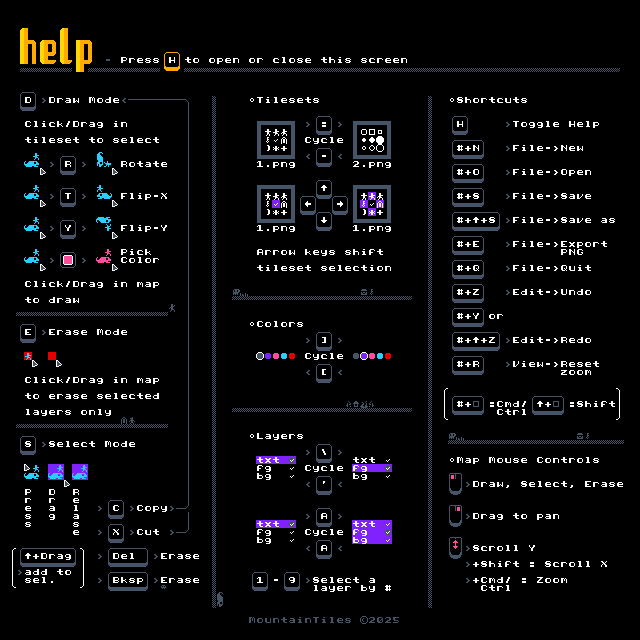 help - Press H to open or close this screen
D >Draw Mode<
Click/Drag in
tileset to select
> R > Rotate
> T > Flip-X
> Y > Flip-Y
> > Pick
Color
Click/Drag in map
to draw
E >Erase Mode
Click/Drag in map
to erase selected
layers only
S >Select Mode
Press
Drag
Release
> C >Copy
> X >Cut
↑+Drag
>add to
sel.
> Del >Erase
> Bksp >Erase
Tilesets
> = >
Cycle
< - <
1.png 2.png
↑
← →
↓
1.png 1.png
Arrow keys shift
tileset selection
Colors
> ] >
Cycle
< [ <
Layers
> \ >
txt ✓ txt ✓
fg ✓ Cycle fg ✓
bg ✓ bg ✓
< ' <
> A >
txt ✓ txt ✓
fg ✓ Cycle fg ✓
bg ✓ bg ✓
< A <
1 - 9 >Select a
layer by #
MountainTiles ©2025
Shortcuts
H >Toggle Help
⌘+N >File->New
⌘+O >File->Open
⌘+S >File->Save
⌘+↑+S >File->Save as
⌘+E >File->Export
PNG
⌘+Q >File->Quit
⌘+Z >Edit->Undo
⌘+Y or
⌘+↑+Z >Edit->Redo
⌘+R >View->Reset
zoom
⌘+□ :Cmd/
Ctrl
↑+□ :Shift
Map Mouse Controls
>Draw, Select, Erase
>Drag to pan
>Scroll Y
>+Shift : Scroll X
>+Cmd/ : Zoom
Ctrl